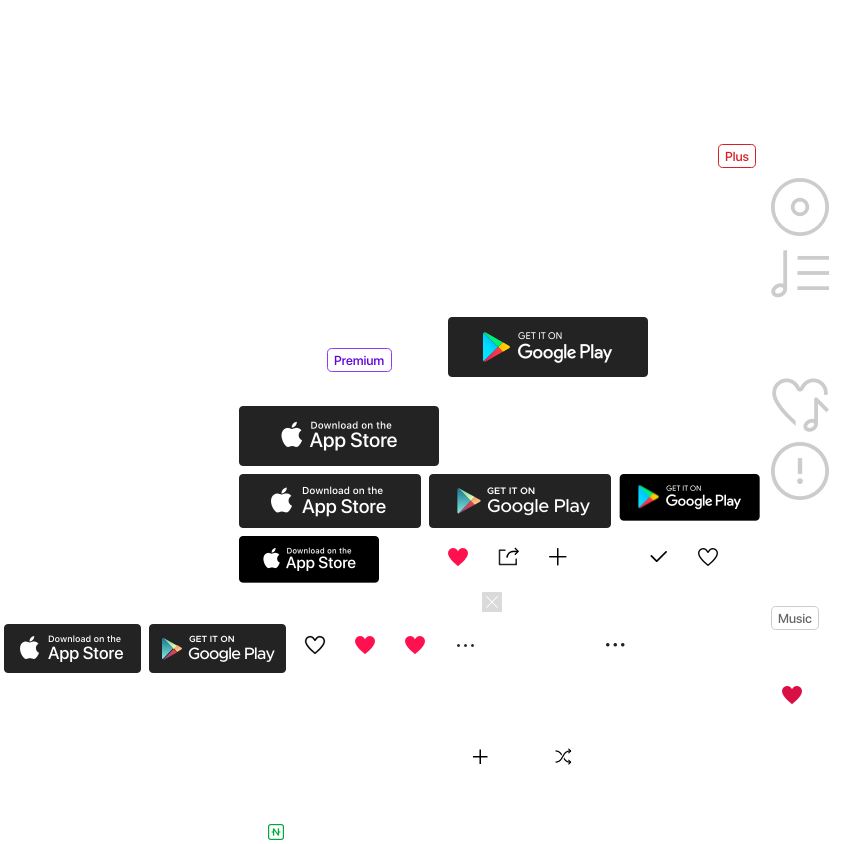 Plus
GET IT ON
Google Play
Premium
Download on the
App Store
Download on the
App Store
GET IT ON
Google Play
GET IT ON
Google Play
Download on the
App Store
Music
Download on the
App Store
GET IT ON
Google Play
N